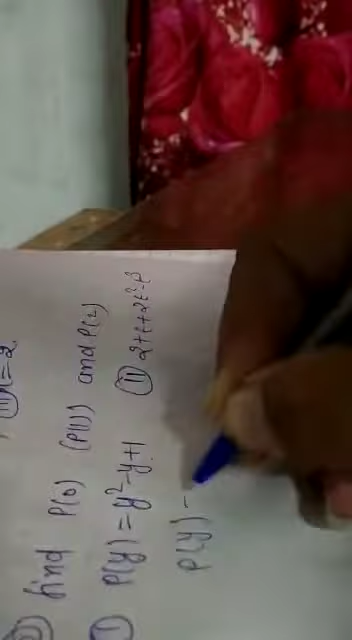 (III) x=2
find P(0) (P(1)) and P(2)
(I) P(y) = y²-y+1 (II) 2+t+2t²-t³
P(y) -